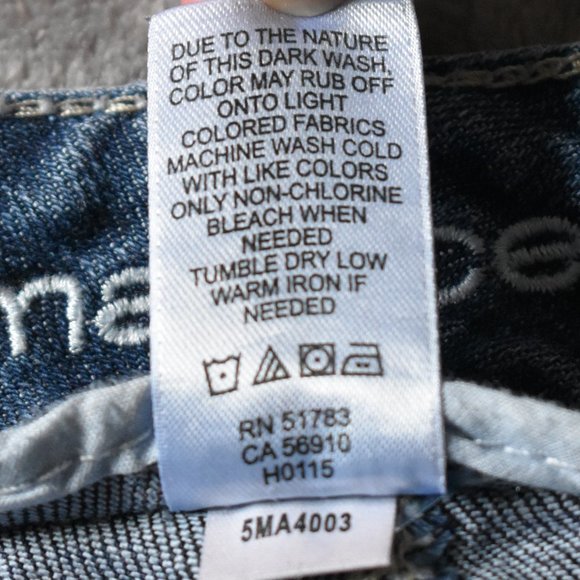 DUE TO THE NATURE
OF THIS DARK WASH,
COLOR MAY RUB OFF
ONTO LIGHT
COLORED FABRICS
MACHINE WASH COLD
WITH LIKE COLORS
ONLY NON-CHLORINE
BLEACH WHEN
NEEDED
TUMBLE DRY LOW
WARM IRON IF
NEEDED
RN 51783
CA 56910
H0115
5MA4003